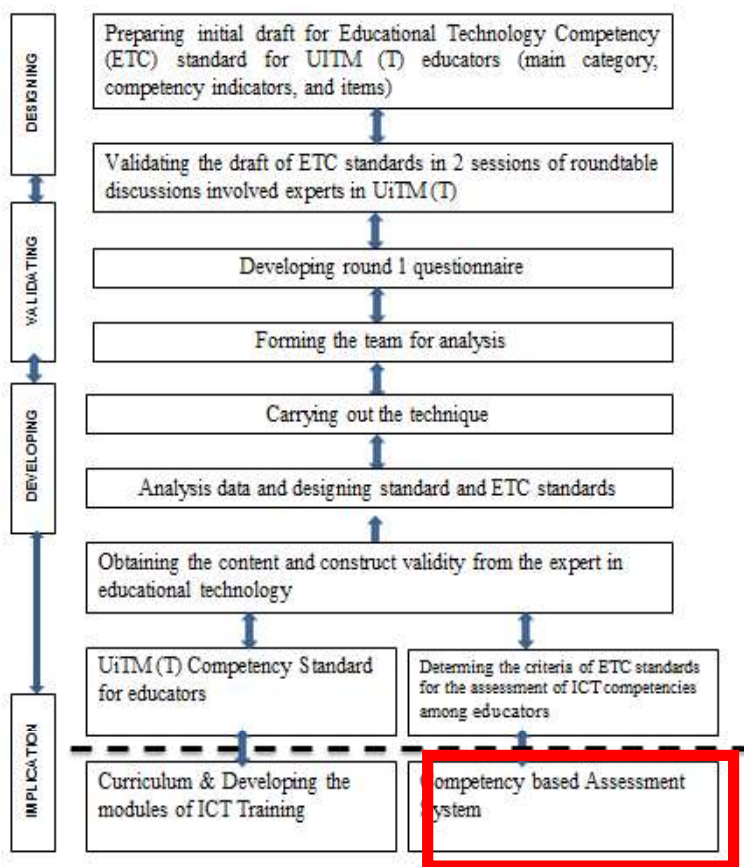 DESIGNING
VALIDATING
DEVELOPING
IMPLICATION
Preparing initial draft for Educational Technology Competency
(ETC) standard for UITM (T) educators (main category,
competency indicators, and items)
Validating the draft of ETC standards in 2 sessions of roundtable
discussions involved experts in UiTM (T)
Developing round 1 questionnaire
Forming the team for analysis
Carrying out the technique
Analysis data and designing standard and ETC standards
Obtaining the content and construct validity from the expert in
educational technology
UiTM (T) Competency Standard
for educators
Determing the criteria of ETC standards
for the assessment of ICT competencies
among educators
Curriculum & Developing the
modules of ICT Training
Competency based Assessment
System